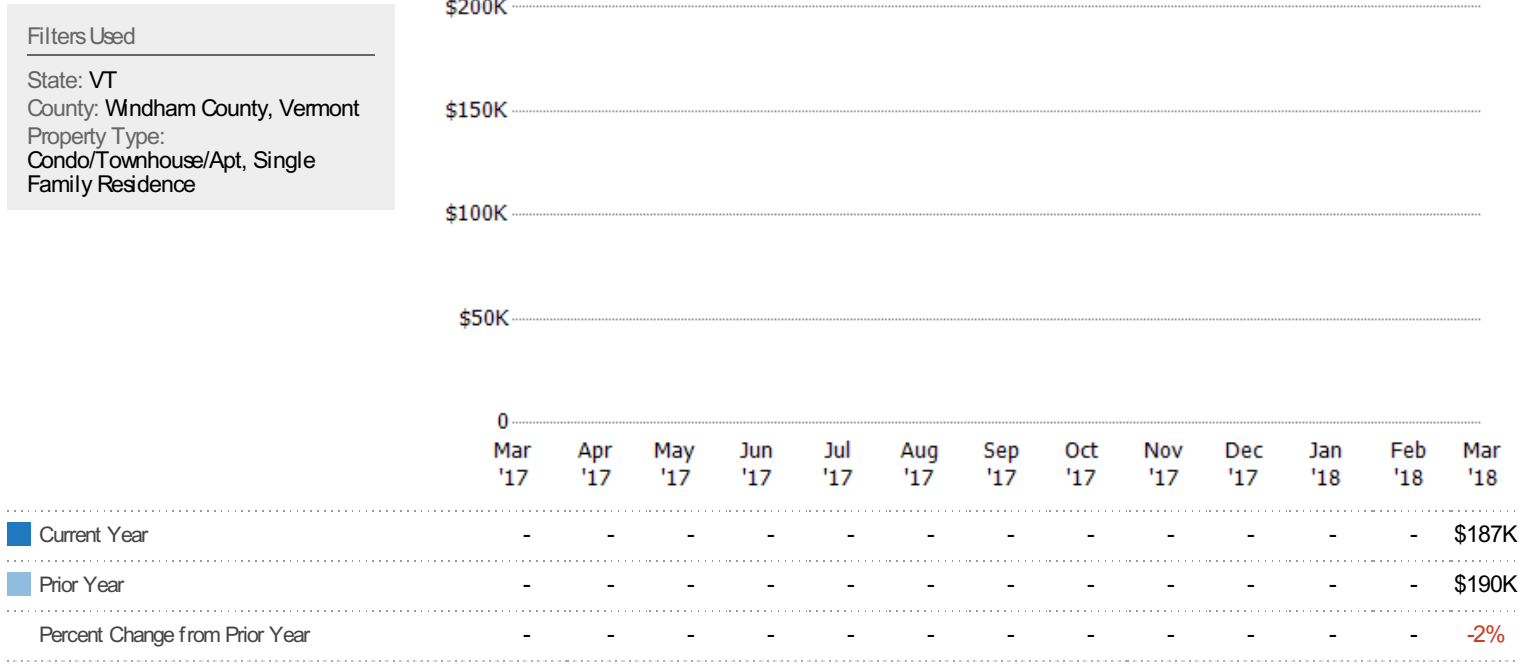 Filters Used
State: VT
County: Windham County, Vermont
Property Type:
Condo/Townhouse/Apt, Single
Family Residence
$200K
$150K
$100K
$50K
0
Mar Apr May Jun Jul Aug Sep Oct Nov Dec Jan Feb Mar
'17 '17 '17 '17 '17 '17 '17 '17 '17 '17 '18 '18 '18
Current Year - - - - - - - - - - - - $187K
Prior Year - - - - - - - - - - - - $190K
Percent Change from Prior Year - - - - - - - - - - - - -2%